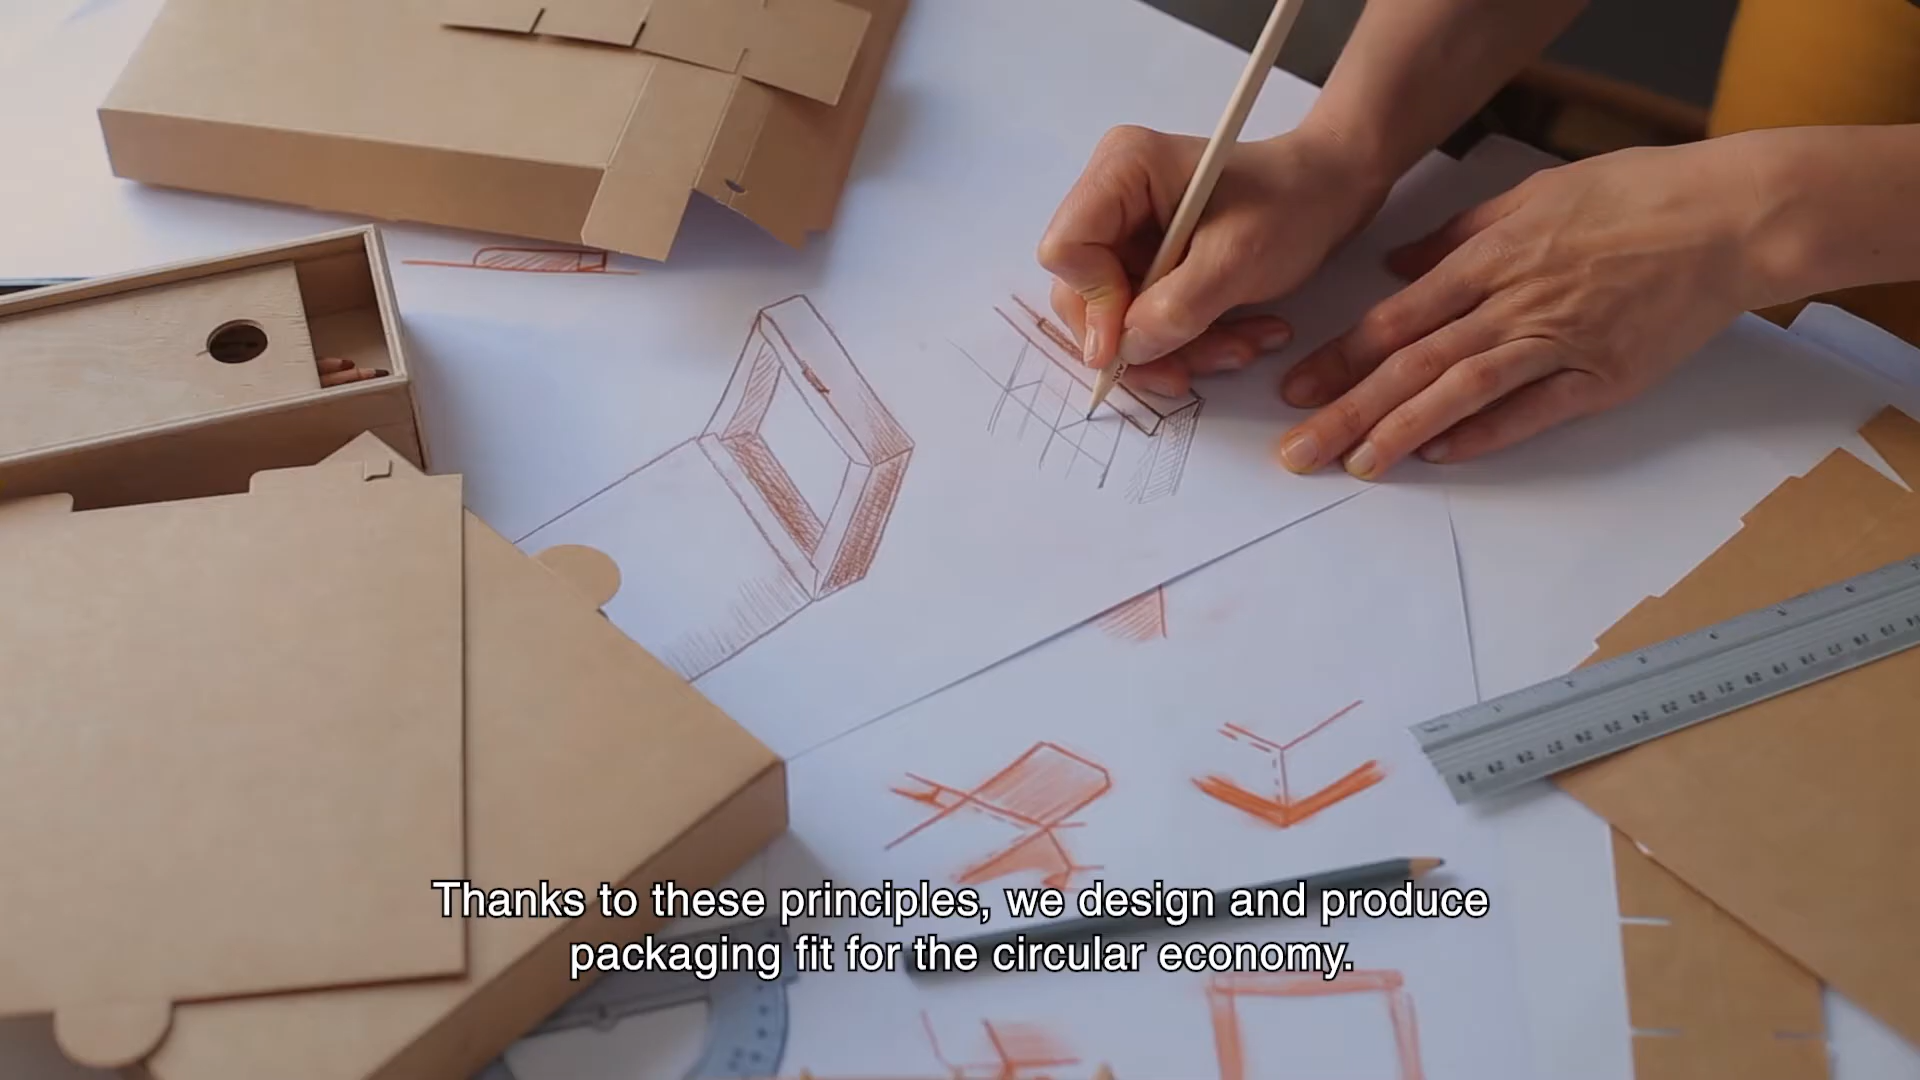 Thanks to these principles, we design and produce
packaging fit for the circular economy.